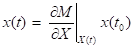 x(t) = ∂M/∂X |_{X(t)} x(t₀)